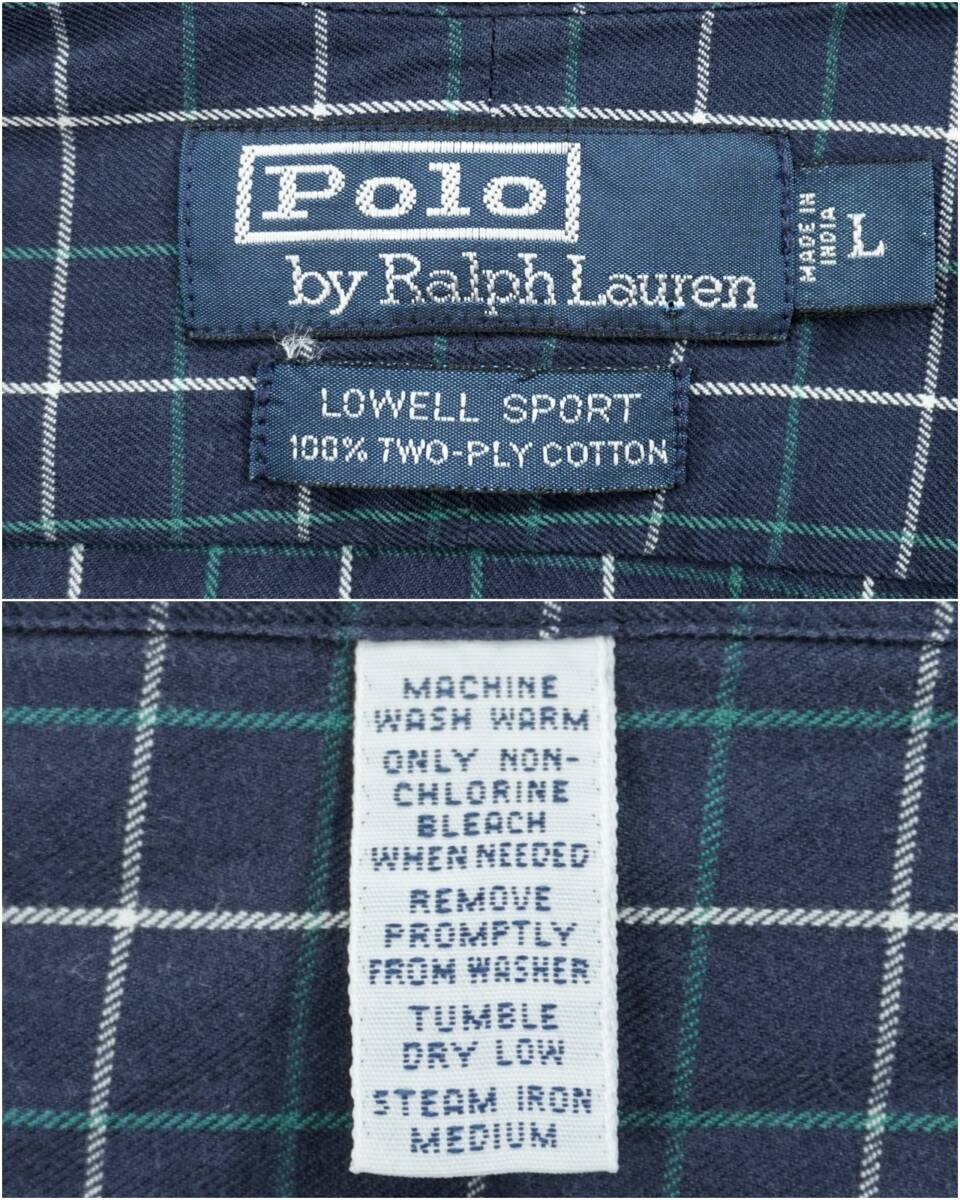 Polo
by Ralph Lauren
MADE IN
INDIA
L
LOWELL SPORT
100% TWO-PLY COTTON
MACHINE
WASH WARM
ONLY NON-
CHLORINE
BLEACH
WHEN NEEDED
REMOVE
PROMPTLY
FROM WASHER
TUMBLE
DRY LOW
STEAM IRON
MEDIUM